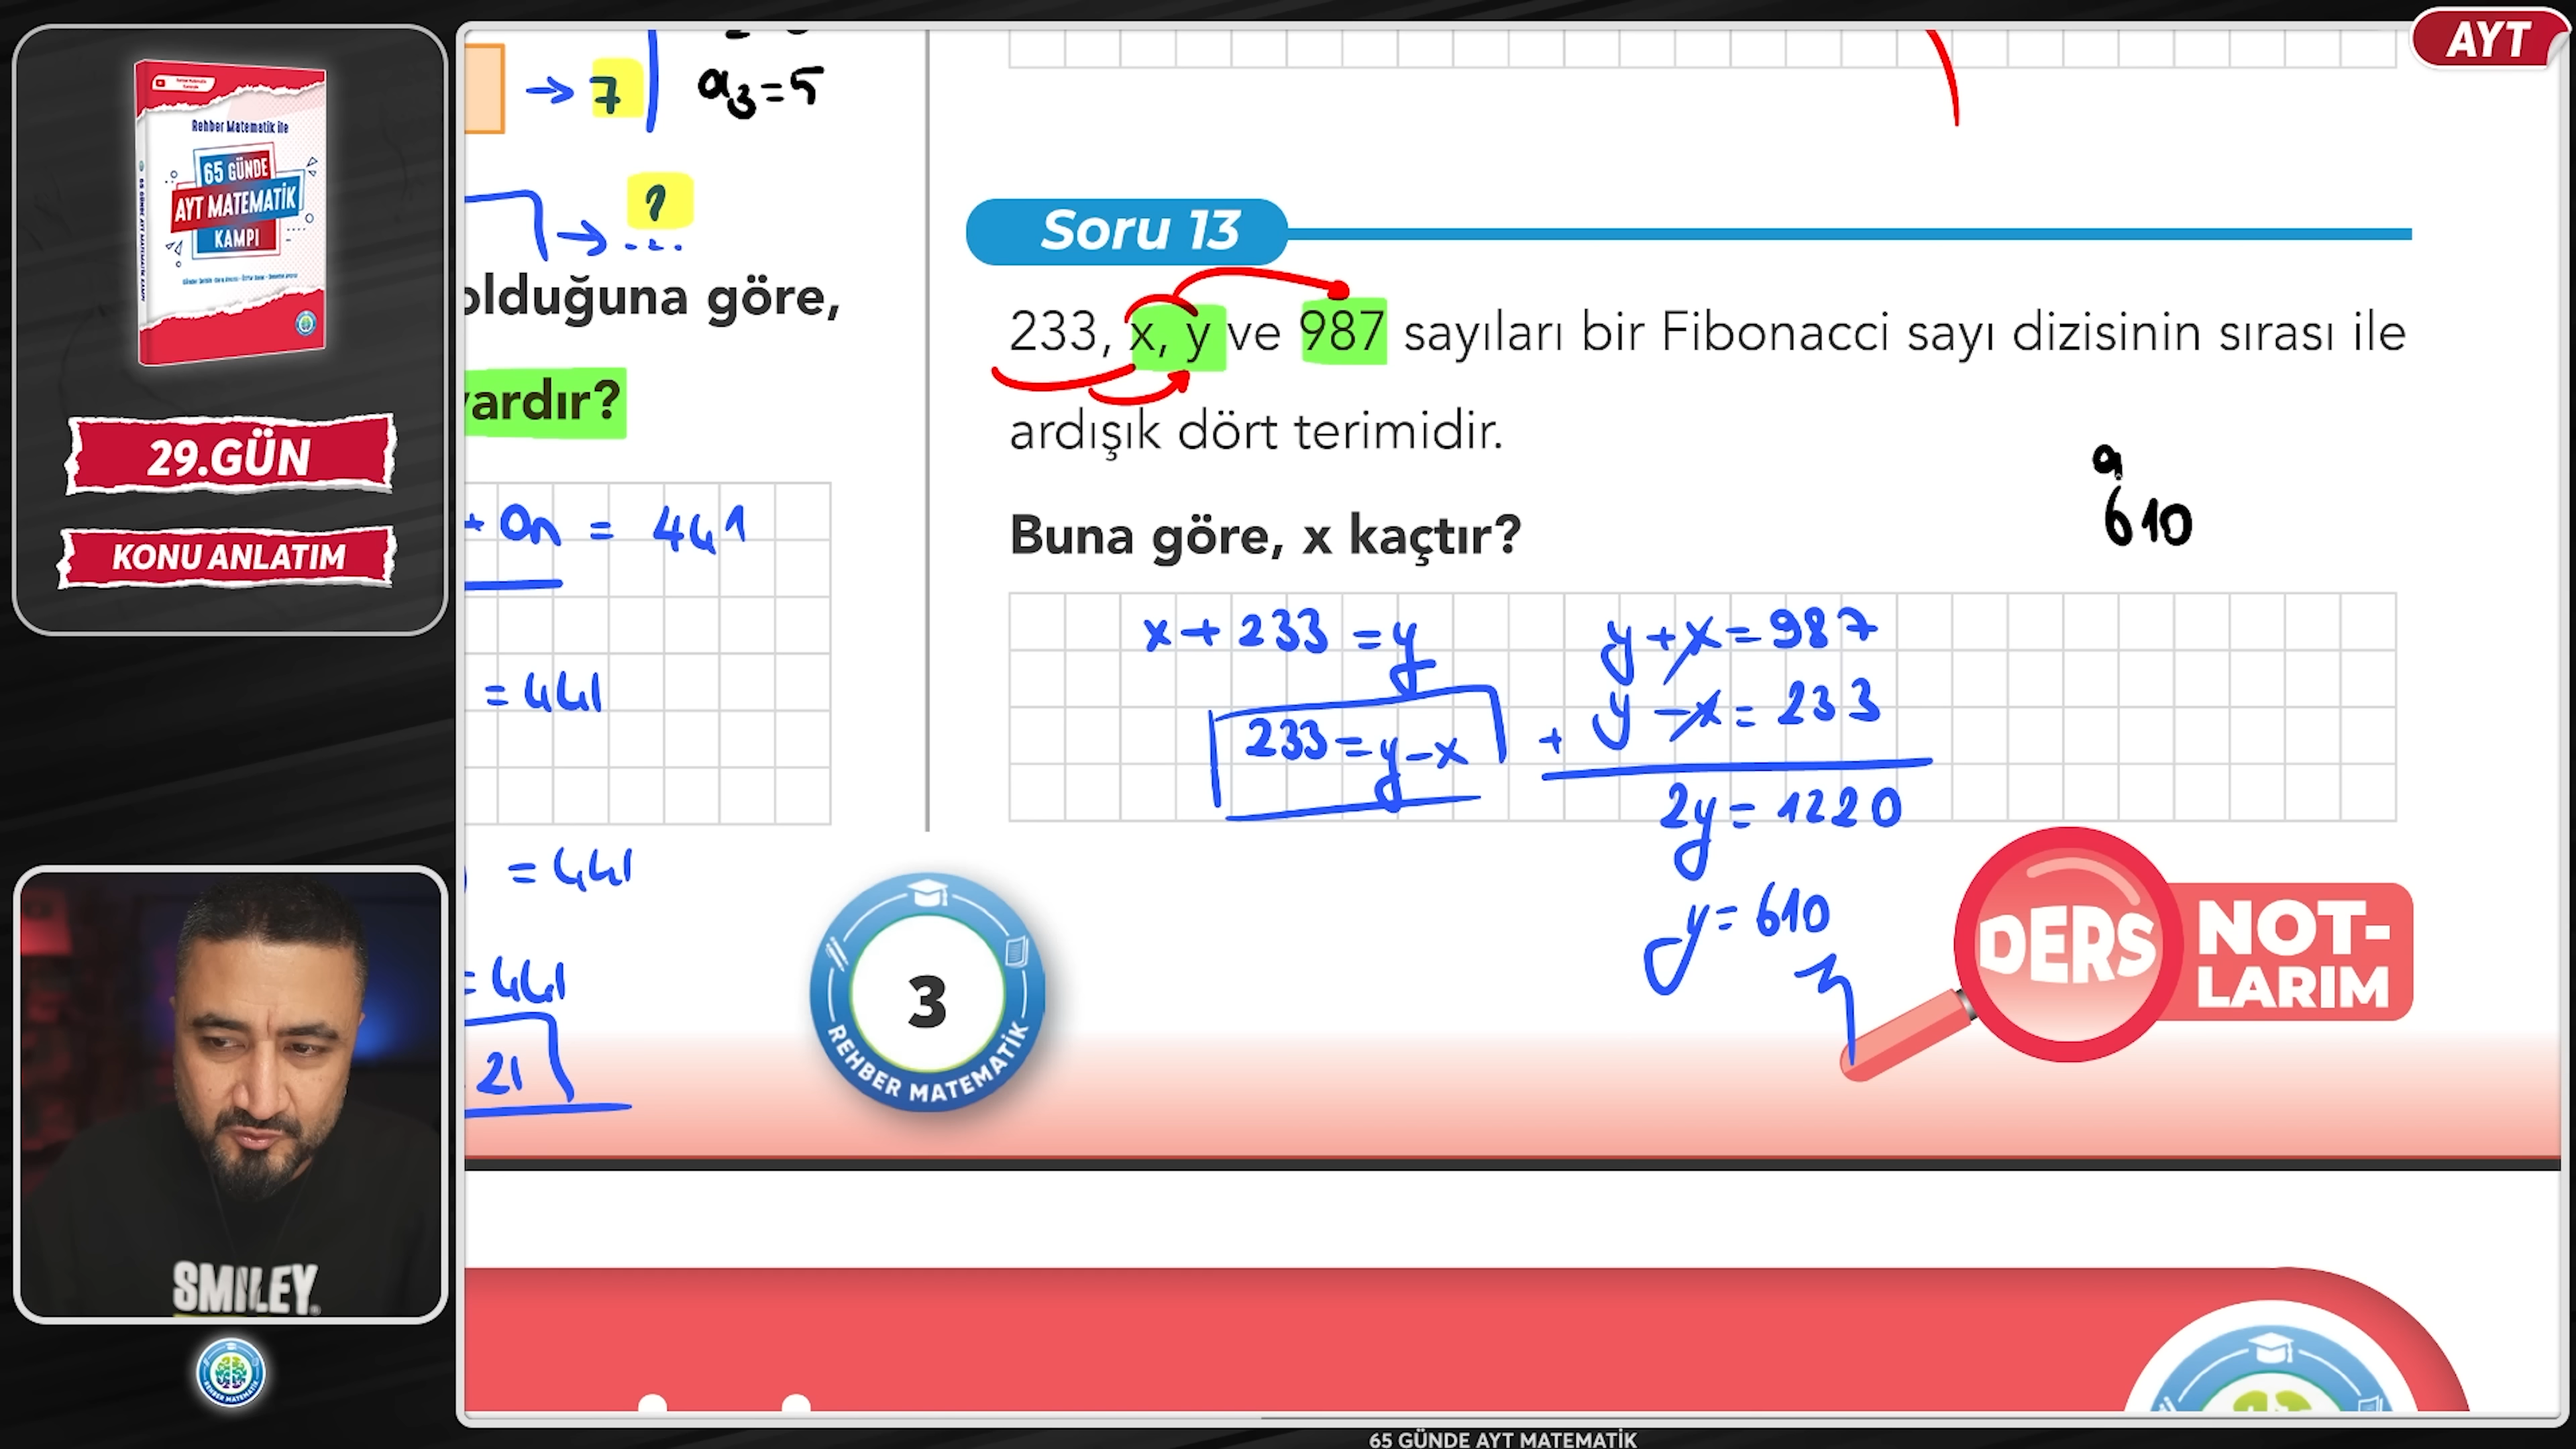 AYT
Rehber Matematik ile
65 GÜNDE
AYT MATEMATİK
KAMPI
29.GÜN
KONU ANLATIM
SMILEY
→ 7
a3 = 5
?
→ ...
olduğuna göre,
vardır?
+ an = 441
= 441
= 441
= 441
21
Soru 13
233, x, y ve 987 sayıları bir Fibonacci sayı dizisinin sırası ile
ardışık dört terimidir.
Buna göre, x kaçtır?
610
x + 233 = y
233 = y - x
y + x = 987
+ y - x = 233
2y = 1220
y = 610
3
REHBER MATEMATİK
DERS NOT-
LARIM
65 GÜNDE AYT MATEMATİK